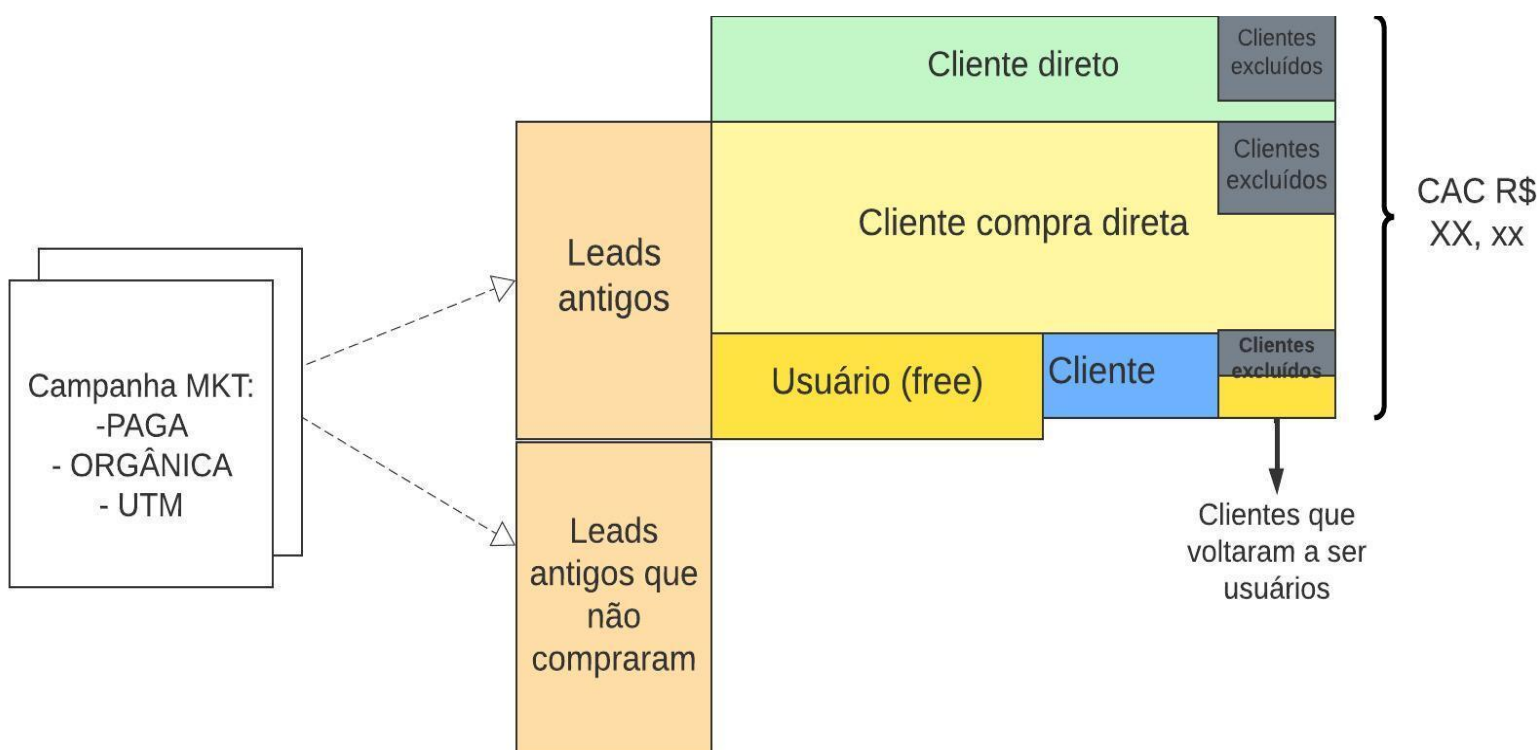 Campanha MKT:
-PAGA
- ORGÂNICA
- UTM
Leads
antigos
Leads
antigos que
não
compraram
Cliente direto
Clientes
excluídos
Cliente compra direta
Clientes
excluídos
Usuário (free)
Cliente
Clientes
excluídos
Clientes que
voltaram a ser
usuários
CAC R$
XX, xx